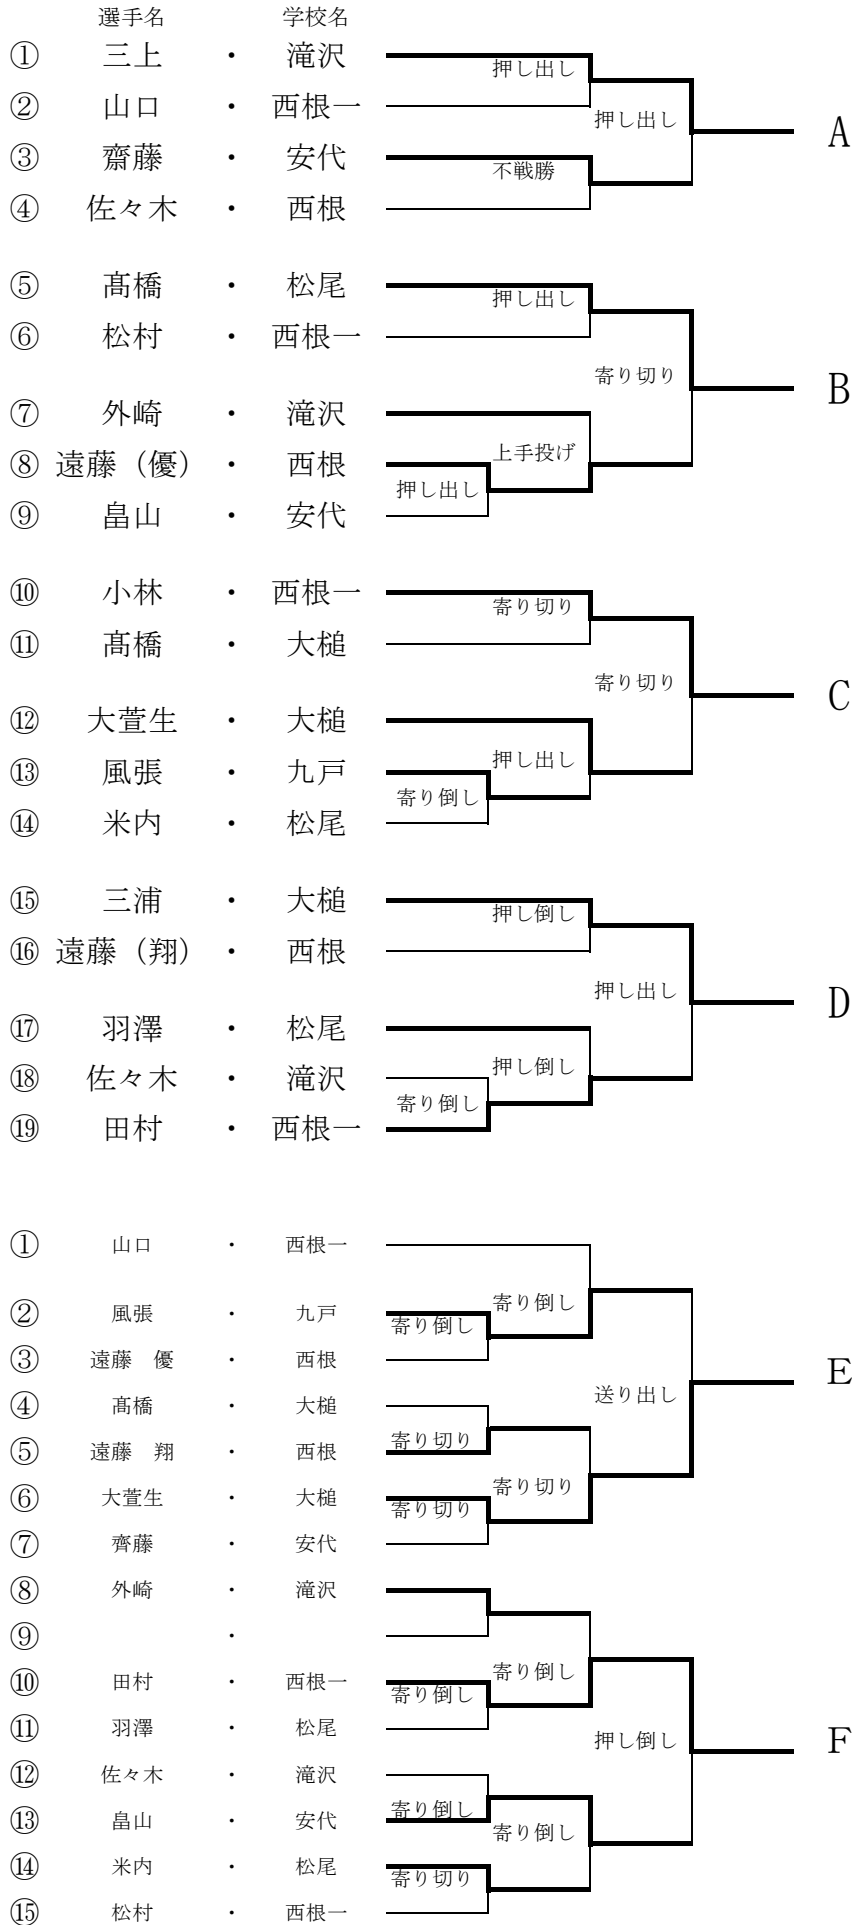 選手名 学校名
① 三上 ・ 滝沢
押し出し
② 山口 ・ 西根一
押し出し
A
③ 齋藤 ・ 安代
不戦勝
④ 佐々木 ・ 西根
⑤ 髙橋 ・ 松尾
押し出し
⑥ 松村 ・ 西根一
寄り切り
B
⑦ 外崎 ・ 滝沢
上手投げ
⑧ 遠藤（優） ・ 西根
押し出し
⑨ 畠山 ・ 安代
⑩ 小林 ・ 西根一
寄り切り
⑪ 髙橋 ・ 大槌
寄り切り
C
⑫ 大萱生 ・ 大槌
押し出し
⑬ 風張 ・ 九戸
寄り倒し
⑭ 米内 ・ 松尾
⑮ 三浦 ・ 大槌
押し倒し
⑯ 遠藤（翔） ・ 西根
押し出し
D
⑰ 羽澤 ・ 松尾
押し倒し
⑱ 佐々木 ・ 滝沢
寄り倒し
⑲ 田村 ・ 西根一
① 山口 ・ 西根一
寄り倒し
② 風張 ・ 九戸
寄り倒し
③ 遠藤　優 ・ 西根
E
送り出し
④ 髙橋 ・ 大槌
寄り切り
⑤ 遠藤　翔 ・ 西根
寄り切り
⑥ 大萱生 ・ 大槌
寄り切り
⑦ 齊藤 ・ 安代
⑧ 外崎 ・ 滝沢
⑨ ・
寄り倒し
⑩ 田村 ・ 西根一
寄り倒し
⑪ 羽澤 ・ 松尾
押し倒し
F
⑫ 佐々木 ・ 滝沢
寄り倒し
⑬ 畠山 ・ 安代
寄り倒し
⑭ 米内 ・ 松尾
寄り切り
⑮ 松村 ・ 西根一